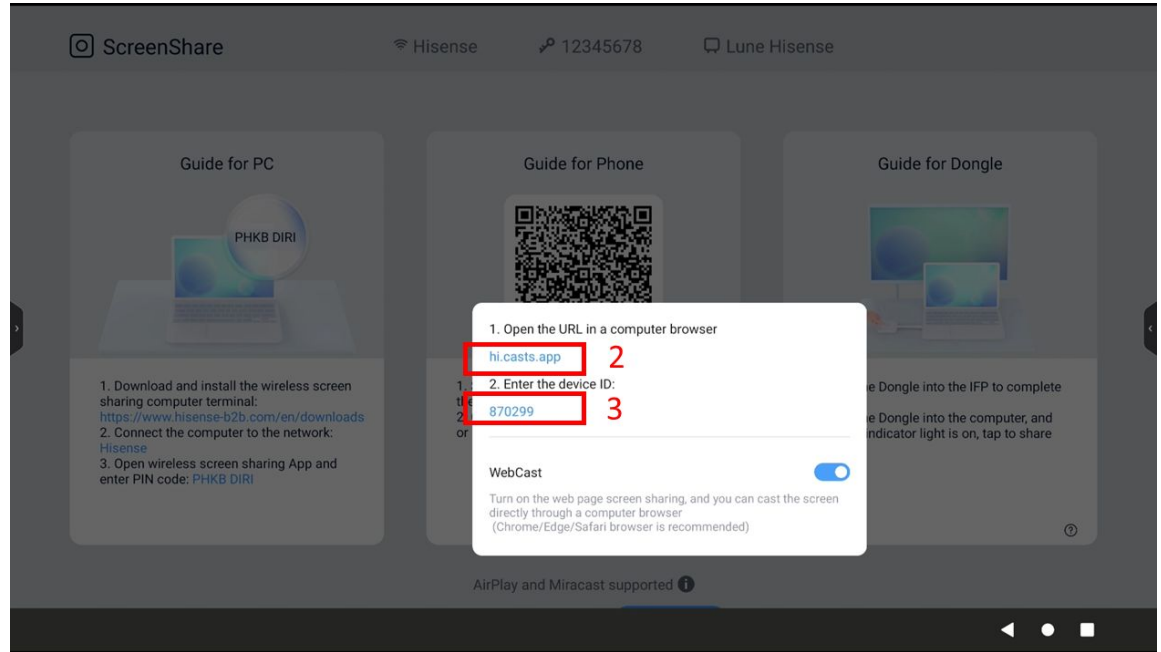 ScreenShare
Hisense
12345678
Lune Hisense
Guide for PC
PHKB DIRI
1. Download and install the wireless screen
sharing computer terminal:
https://www.hisense-b2b.com/en/downloads
2. Connect the computer to the network:
Hisense
3. Open wireless screen sharing App and
enter PIN code: PHKB DIRI
Guide for Phone
1.
2
or
Guide for Dongle
Dongle into the IFP to complete
Dongle into the computer, and
indicator light is on, tap to share
1. Open the URL in a computer browser
hi.casts.app
2
2. Enter the device ID:
870299
3
WebCast
Turn on the web page screen sharing, and you can cast the screen
directly through a computer browser
(Chrome/Edge/Safari browser is recommended)
AirPlay and Miracast supported